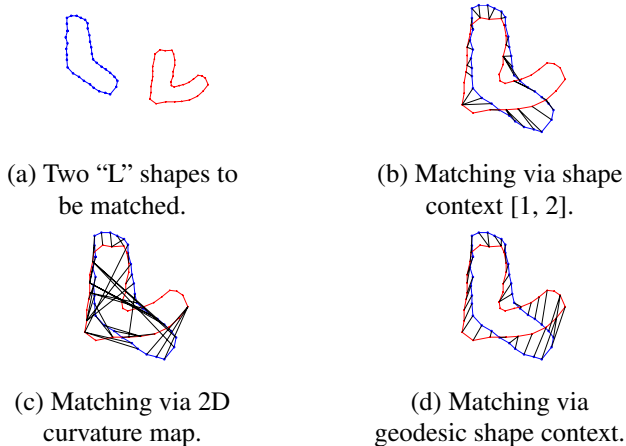 (a) Two “L” shapes to
be matched.
(b) Matching via shape
context [1, 2].
(c) Matching via 2D
curvature map.
(d) Matching via
geodesic shape context.